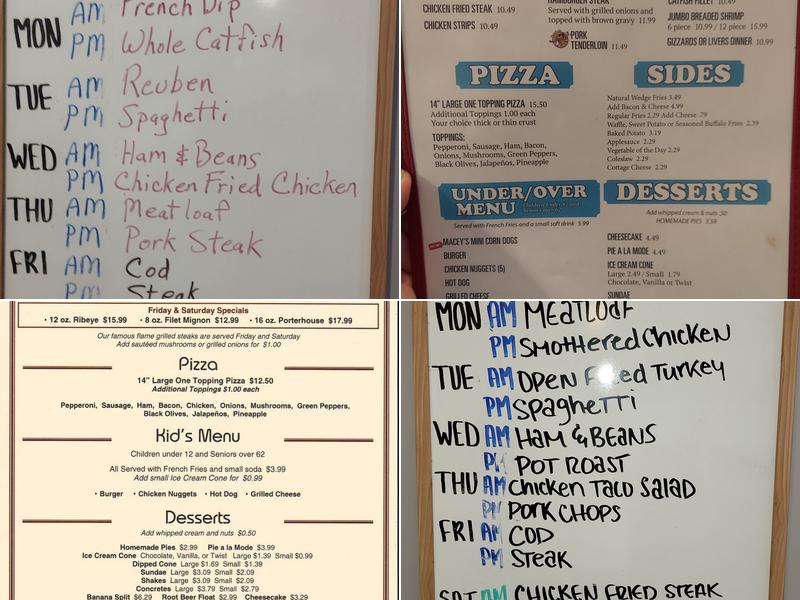 AM French Dip
MON
PM Whole Catfish
AM Reuben
TUE
PM Spaghetti
WED AM Ham & Beans
PM Chicken Fried Chicken
THU AM Meatloaf
PM Pork Steak
FRI AM Cod
PM Steak
CHICKEN FRIED STEAK 10.49
CHICKEN STRIPS 10.49
HAMBURGER STEAK
Served with grilled onions and
topped with brown gravy 11.99
PORK
TENDERLOIN 11.49
CATFISH FILLET 10.49
JUMBO BREADED SHRIMP
6 piece 10.99 / 12 piece 15.99
GIZZARDS OR LIVERS DINNER 10.99
PIZZA
14" LARGE ONE TOPPING PIZZA 15.50
Additional Toppings 1.00 each
Your choice thick or thin crust
TOPPINGS:
Pepperoni, Sausage, Ham, Bacon,
Onions, Mushrooms, Green Peppers,
Black Olives, Jalapeños, Pineapple
SIDES
Natural Wedge Fries 3.49
Add Bacon & Cheese 4.99
Regular Fries 2.29 Add Cheese .79
Waffle, Sweet Potato or Seasoned Buffalo Fries 2.39
Baked Potato 3.19
Applesauce 2.29
Vegetable of the Day 2.29
Coleslaw 2.29
Cottage Cheese 2.29
UNDER/OVER
MENU
Served with French Fries and a small soft drink 5.99
MACEY'S MINI CORN DOGS
BURGER
CHICKEN NUGGETS (5)
HOT DOG
GRILLED CHEESE
DESSERTS
Add whipped cream & nuts .50
HOMEMADE PIES 3.59
CHEESECAKE 4.49
PIE A LA MODE 4.49
ICE CREAM CONE
Large 2.49 / Small 1.79
Chocolate, Vanilla or Twist
SUNDAE
Friday & Saturday Specials
• 12 oz. Ribeye $15.99 • 8 oz. Filet Mignon $12.99 • 16 oz. Porterhouse $17.99
Our famous flame grilled steaks are served Friday and Saturday
Add sautéed mushrooms or grilled onions for $1.00
Pizza
14" Large One Topping Pizza $12.50
Additional Toppings $1.00 each
Pepperoni, Sausage, Ham, Bacon, Chicken, Onions, Mushrooms, Green Peppers,
Black Olives, Jalapeños, Pineapple
Kid's Menu
Children under 12 and Seniors over 62
All Served with French Fries and small soda $3.99
Add small Ice Cream Cone for $0.99
• Burger • Chicken Nuggets • Hot Dog • Grilled Cheese
Desserts
Add whipped cream and nuts $0.50
Homemade Pies $2.99 Pie a la Mode $3.99
Ice Cream Cone Chocolate, Vanilla, or Twist Large $1.39 Small $0.99
Dipped Cone Large $1.69 Small $1.39
Sundae Large $3.09 Small $2.09
Shakes Large $3.09 Small $2.09
Concretes Large $3.79 Small $2.79
Banana Split $6.29 Root Beer Float $2.99 Cheesecake $3.29
MON AM MEATLOAF
PM SMOTHERED CHICKEN
TUE AM OPEN Turkey
PM SPAGHETTI
WED AM HAM & BEANS
PM POT ROAST
THU AM Chicken Taco Salad
PM PORK CHOPS
FRI AM COD
PM Steak
SAT AM CHICKEN FRIED STEAK